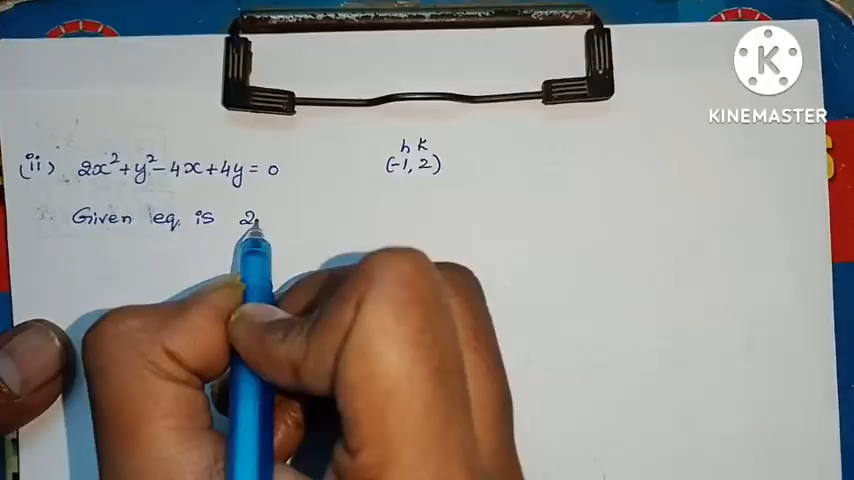 KINEMASTER
h k
(ii) 2x² + y² - 4x + 4y = 0 (-1, 2)
Given eq. is 2